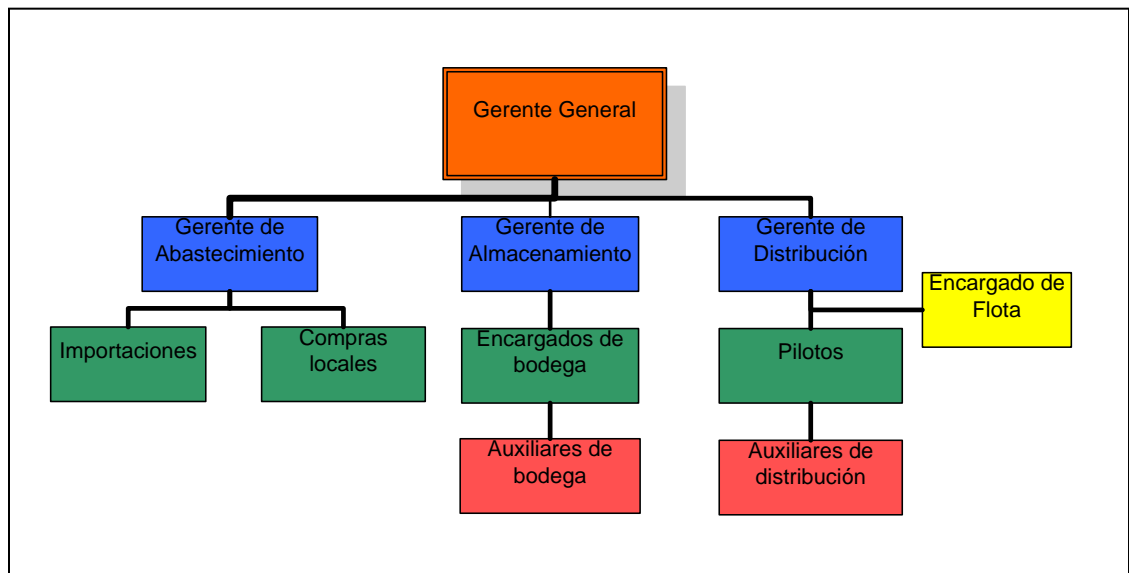 Gerente General
Gerente de
Abastecimiento
Gerente de
Almacenamiento
Gerente de
Distribución
Encargado de
Flota
Importaciones
Compras
locales
Encargados de
bodega
Pilotos
Auxiliares de
bodega
Auxiliares de
distribución